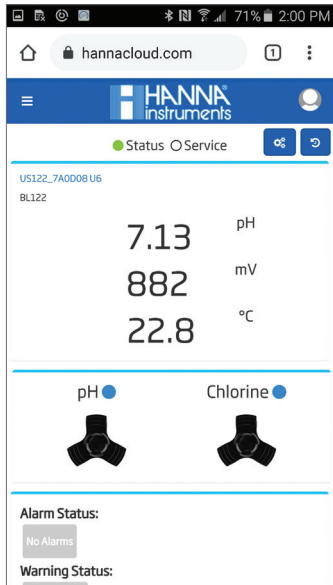 71% 2:00 PM
hannacloud.com 1
HANNA
instruments
Status Service
US122_7A0D08 U6
BL122
7.13 pH
882 mV
22.8 °C
pH Chlorine
Alarm Status:
No Alarms
Warning Status: